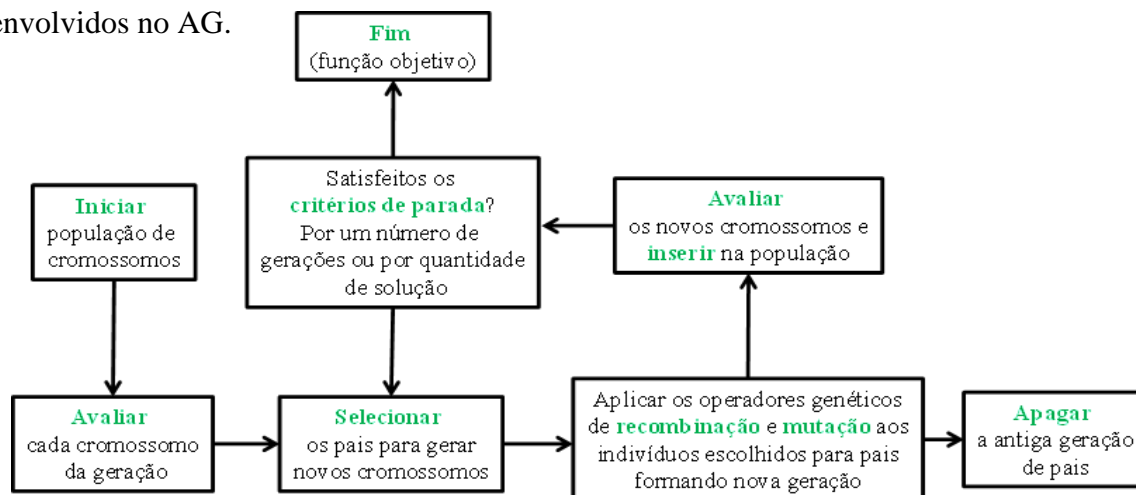 envolvidos no AG.
Fim
(função objetivo)
Satisfeitos os
critérios de parada?
Por um número de
gerações ou por quantidade
de solução
Iniciar
população de
cromossomos
Avaliar
os novos cromossomos e
inserir na população
Avaliar
cada cromossomo
da geração
Selecionar
os pais para gerar
novos cromossomos
Aplicar os operadores genéticos
de recombinação e mutação aos
indivíduos escolhidos para pais
formando nova geração
Apagar
a antiga geração
de pais